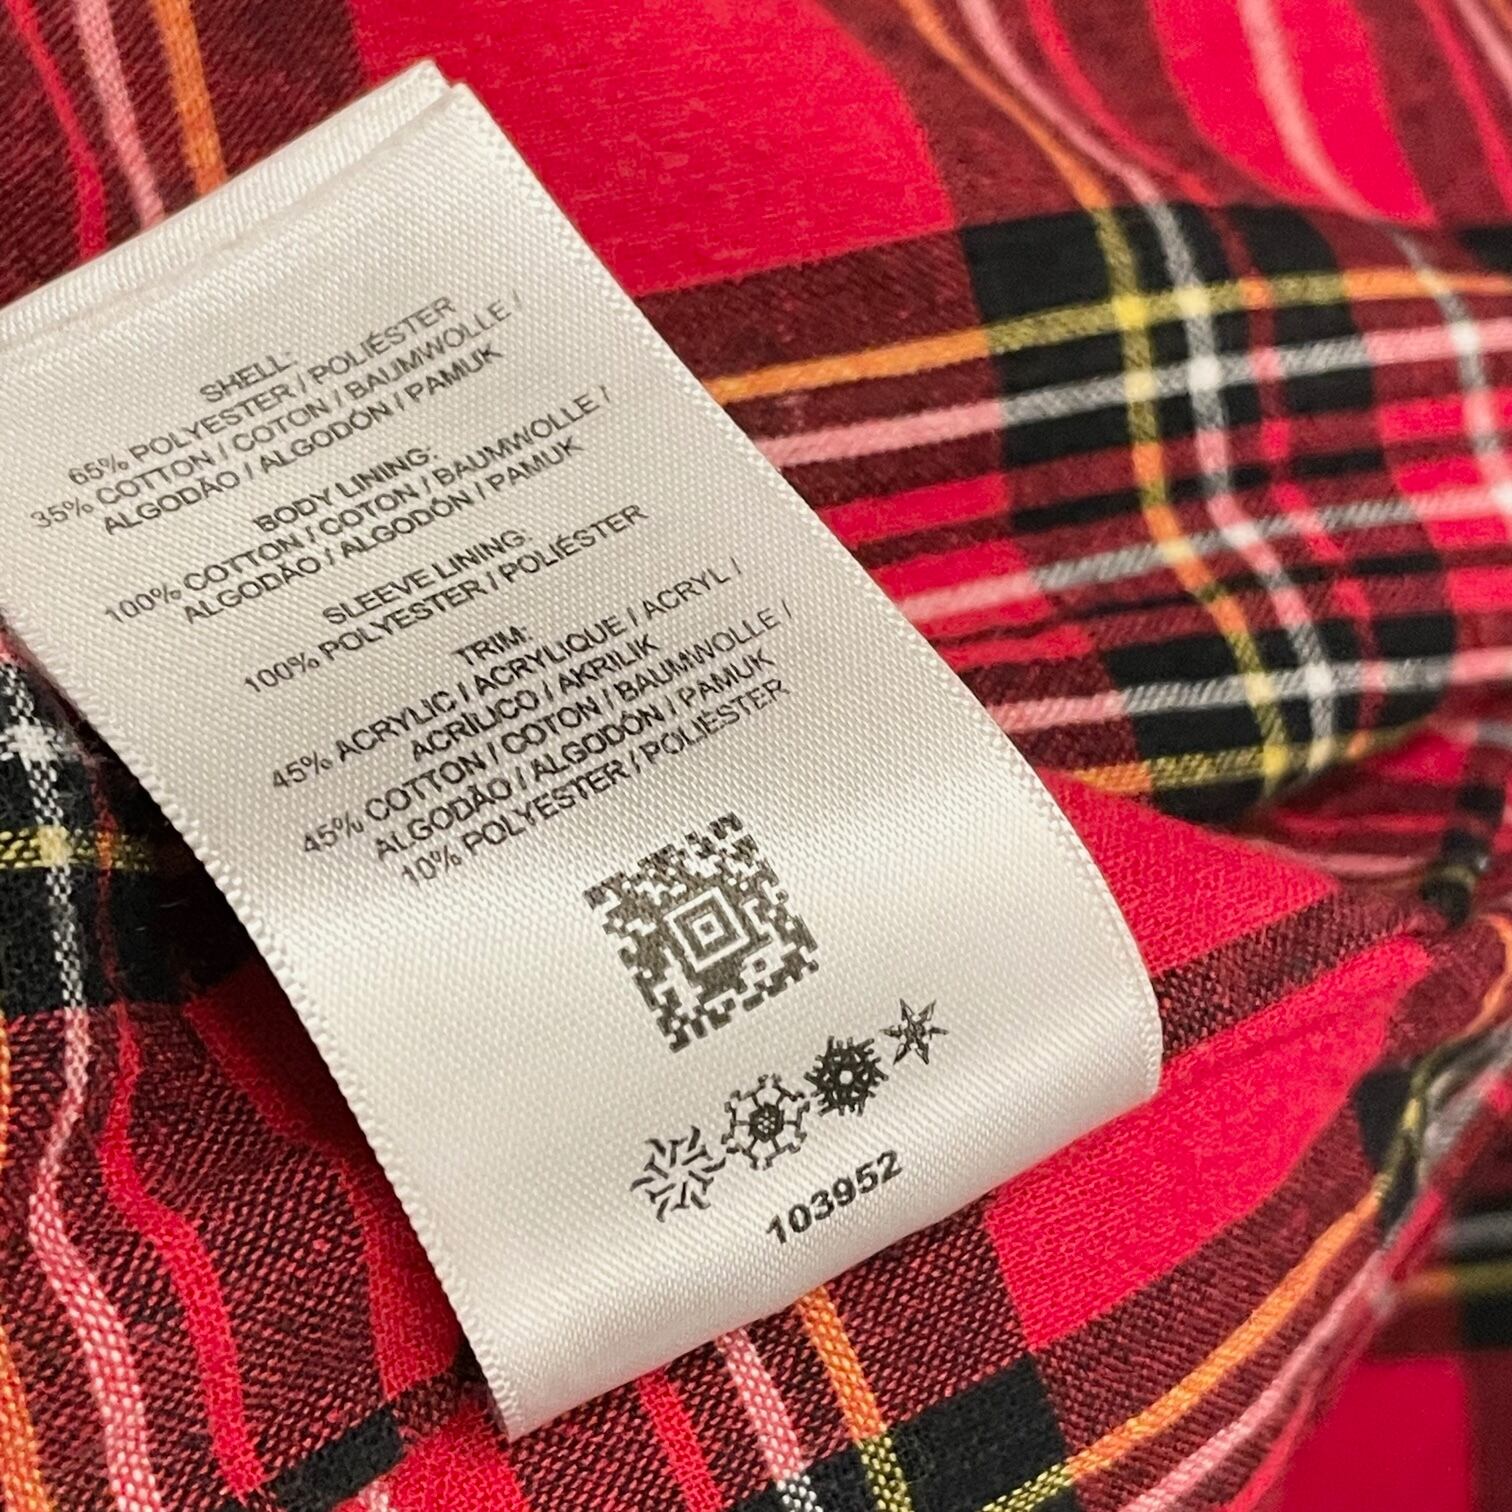 SHELL:
65% POLYESTER / POLIÉSTER
35% COTTON / COTON / BAUMWOLLE /
ALGODÃO / ALGODÓN / PAMUK
BODY LINING:
100% COTTON / COTON / BAUMWOLLE /
ALGODÃO / ALGODÓN / PAMUK
SLEEVE LINING:
100% POLYESTER / POLIÉSTER
TRIM:
45% ACRYLIC / ACRYLIQUE / ACRYL /
ACRÍLICO / AKRILIK
45% COTTON / COTON / BAUMWOLLE /
ALGODÃO / ALGODÓN / PAMUK
10% POLYESTER / POLIÉSTER
103952